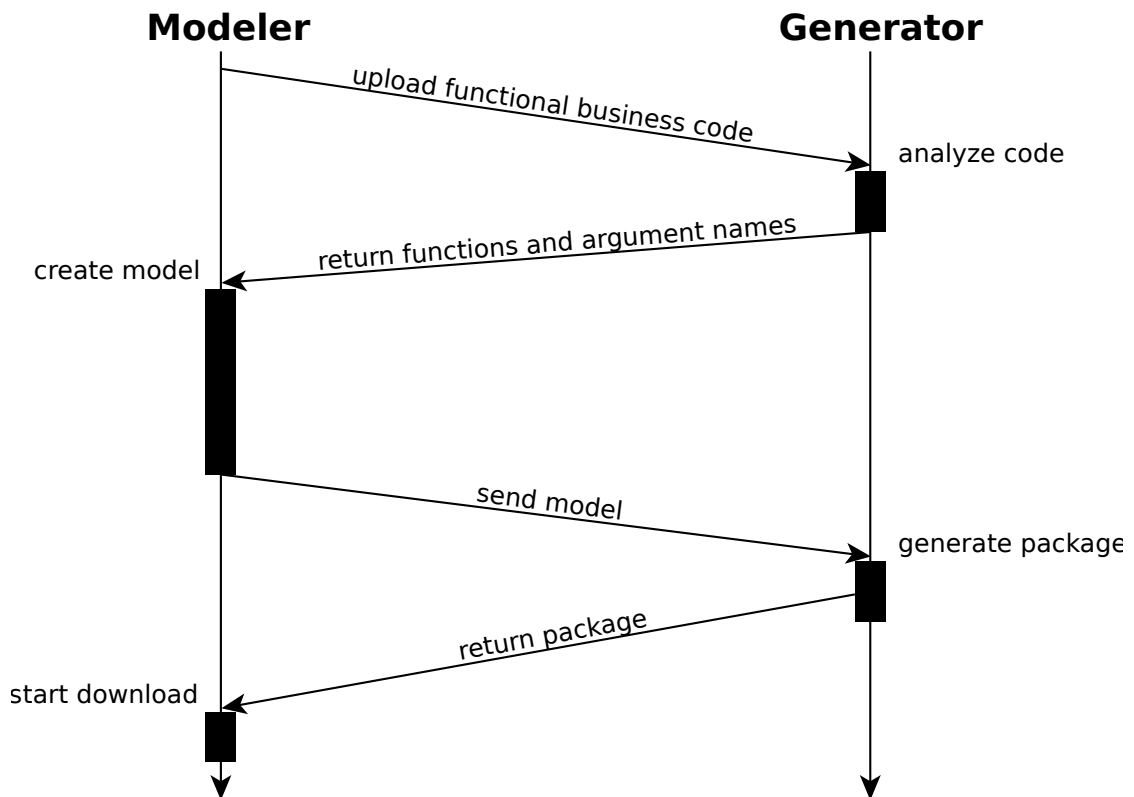 Modeler
Generator
upload functional business code
analyze code
return functions and argument names
create model
send model
generate package
return package
start download